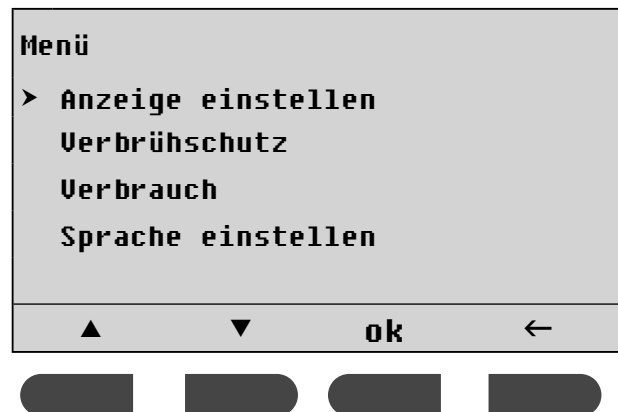 Menü
➤ Anzeige einstellen
Verbrühschutz
Verbrauch
Sprache einstellen
▲ ▼ ok ←